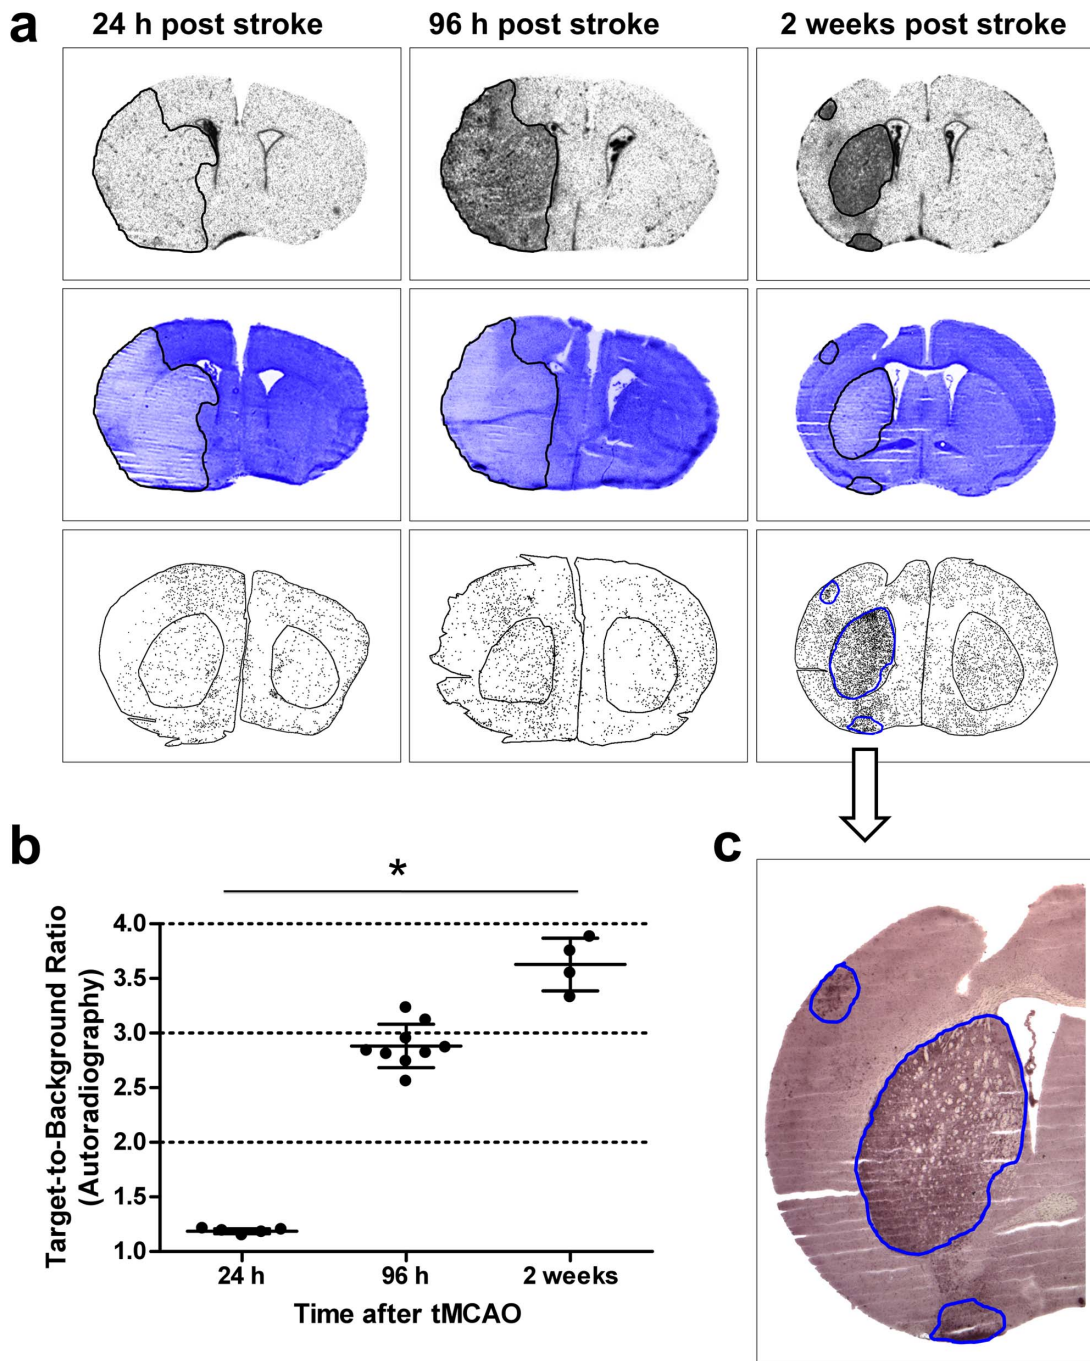 a
24 h post stroke
96 h post stroke
2 weeks post stroke
b
*
Target-to-Background Ratio
(Autoradiography)
4.0
3.5
3.0
2.5
2.0
1.5
1.0
24 h
96 h
2 weeks
Time after tMCAO
c